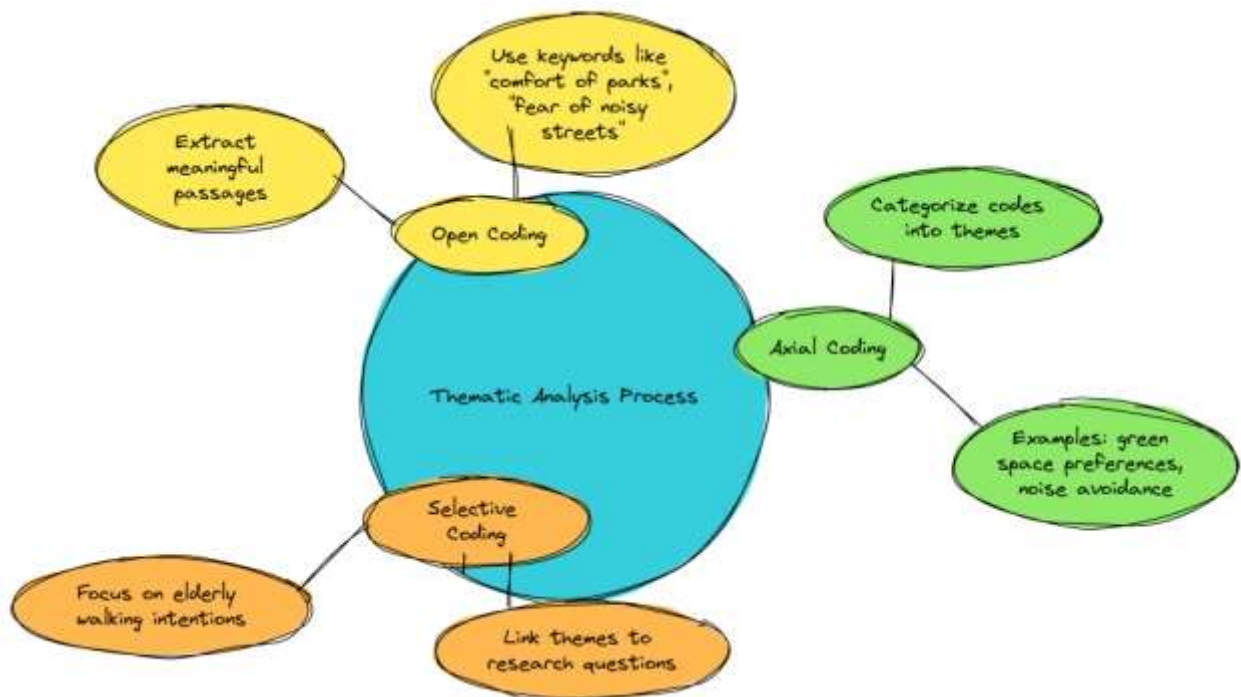 Use keywords like
"comfort of parks",
"fear of noisy
streets"
Extract
meaningful
passages
Open Coding
Categorize codes
into themes
Axial Coding
Thematic Analysis Process
Examples: green
space preferences,
noise avoidance
Selective
Coding
Focus on elderly
walking intentions
Link themes to
research questions